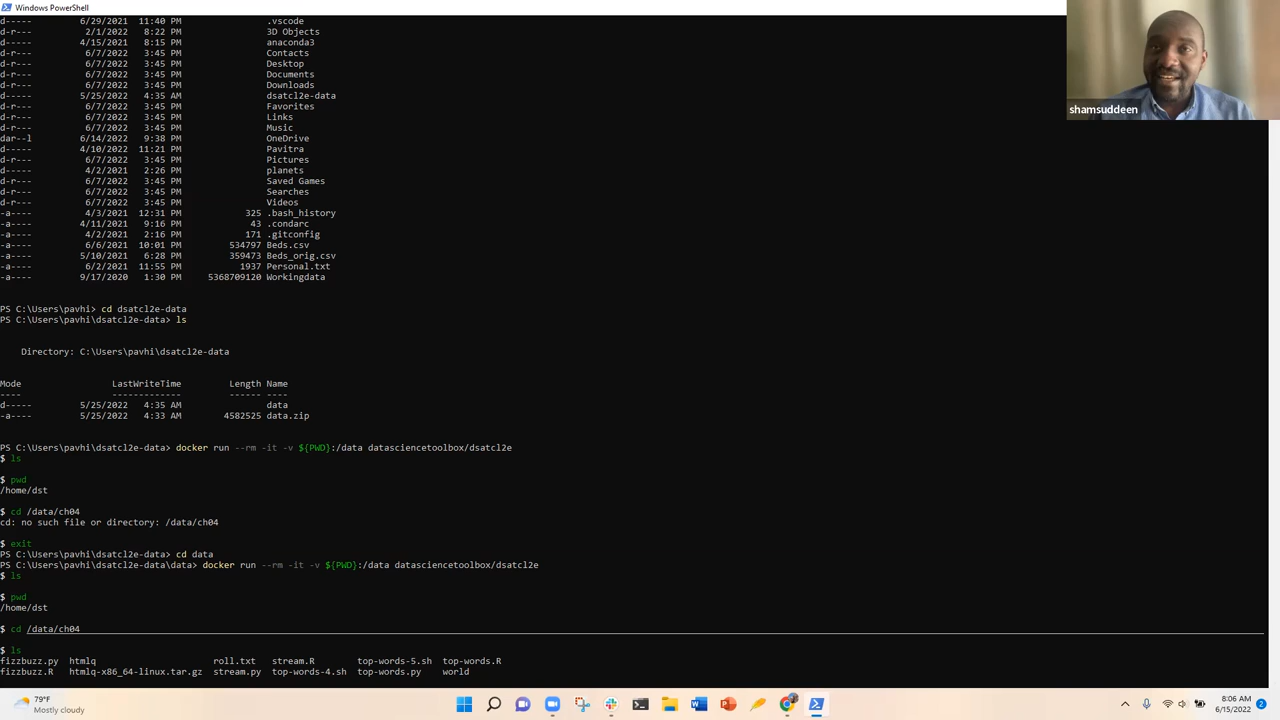 Windows PowerShell
d----- 6/29/2021 11:40 PM .vscode
d-r--- 2/1/2022 8:22 PM 3D Objects
d----- 4/15/2021 8:15 PM anaconda3
d-r--- 6/7/2022 3:45 PM Contacts
d-r--- 6/7/2022 3:45 PM Desktop
d-r--- 6/7/2022 3:45 PM Documents
d-r--- 6/7/2022 3:45 PM Downloads
d----- 5/25/2022 4:35 AM dsatcl2e-data
d-r--- 6/7/2022 3:45 PM Favorites
d-r--- 6/7/2022 3:45 PM Links
d-r--- 6/7/2022 3:45 PM Music
dar--l 6/14/2022 9:38 PM OneDrive
d----- 4/10/2022 11:21 PM Pavitra
d-r--- 6/7/2022 3:45 PM Pictures
d----- 4/2/2021 2:26 PM planets
d-r--- 6/7/2022 3:45 PM Saved Games
d-r--- 6/7/2022 3:45 PM Searches
d-r--- 6/7/2022 3:45 PM Videos
-a---- 4/3/2021 12:31 PM 325 .bash_history
-a---- 4/11/2021 9:16 PM 43 .condarc
-a---- 4/2/2021 2:16 PM 171 .gitconfig
-a---- 6/6/2021 10:01 PM 534797 Beds.csv
-a---- 5/10/2021 6:28 PM 359473 Beds_orig.csv
-a---- 6/2/2021 11:55 PM 1937 Personal.txt
-a---- 9/17/2020 1:30 PM 5368709120 Workingdata
PS C:\Users\pavhi> cd dsatcl2e-data
PS C:\Users\pavhi\dsatcl2e-data> ls
Directory: C:\Users\pavhi\dsatcl2e-data
Mode LastWriteTime Length Name
---- ------------- ------ ----
d----- 5/25/2022 4:35 AM data
-a---- 5/25/2022 4:33 AM 4582525 data.zip
PS C:\Users\pavhi\dsatcl2e-data> docker run --rm -it -v ${PWD}:/data datasciencetoolbox/dsatcl2e
$ ls
$ pwd
/home/dst
$ cd /data/ch04
cd: no such file or directory: /data/ch04
$ exit
PS C:\Users\pavhi\dsatcl2e-data> cd data
PS C:\Users\pavhi\dsatcl2e-data\data> docker run --rm -it -v ${PWD}:/data datasciencetoolbox/dsatcl2e
$ ls
$ pwd
/home/dst
$ cd /data/ch04
$ ls
fizzbuzz.py htmlq roll.txt stream.R top-words-5.sh top-words.R
fizzbuzz.R htmlq-x86_64-linux.tar.gz stream.py top-words-4.sh top-words.py world
shamsuddeen
79°F
Mostly cloudy
8:06 AM
6/15/2022
2